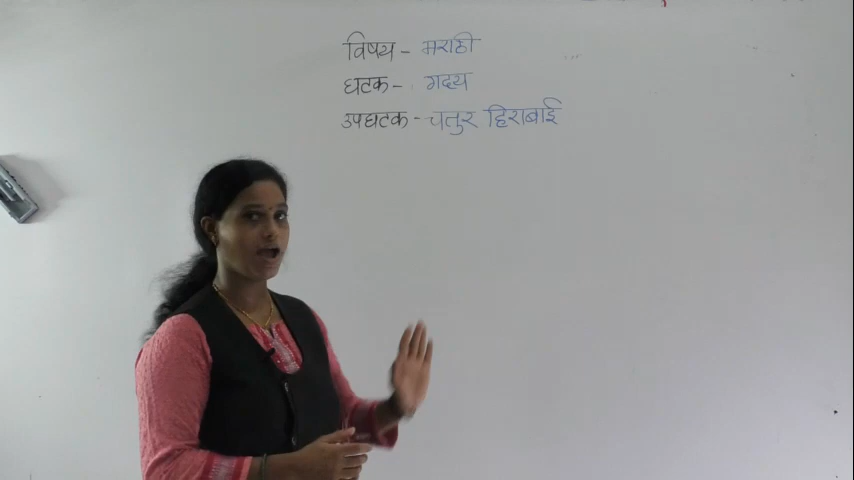 विषय - मराठी
घटक - गद्य
उपघटक - चतुर हिराबाई